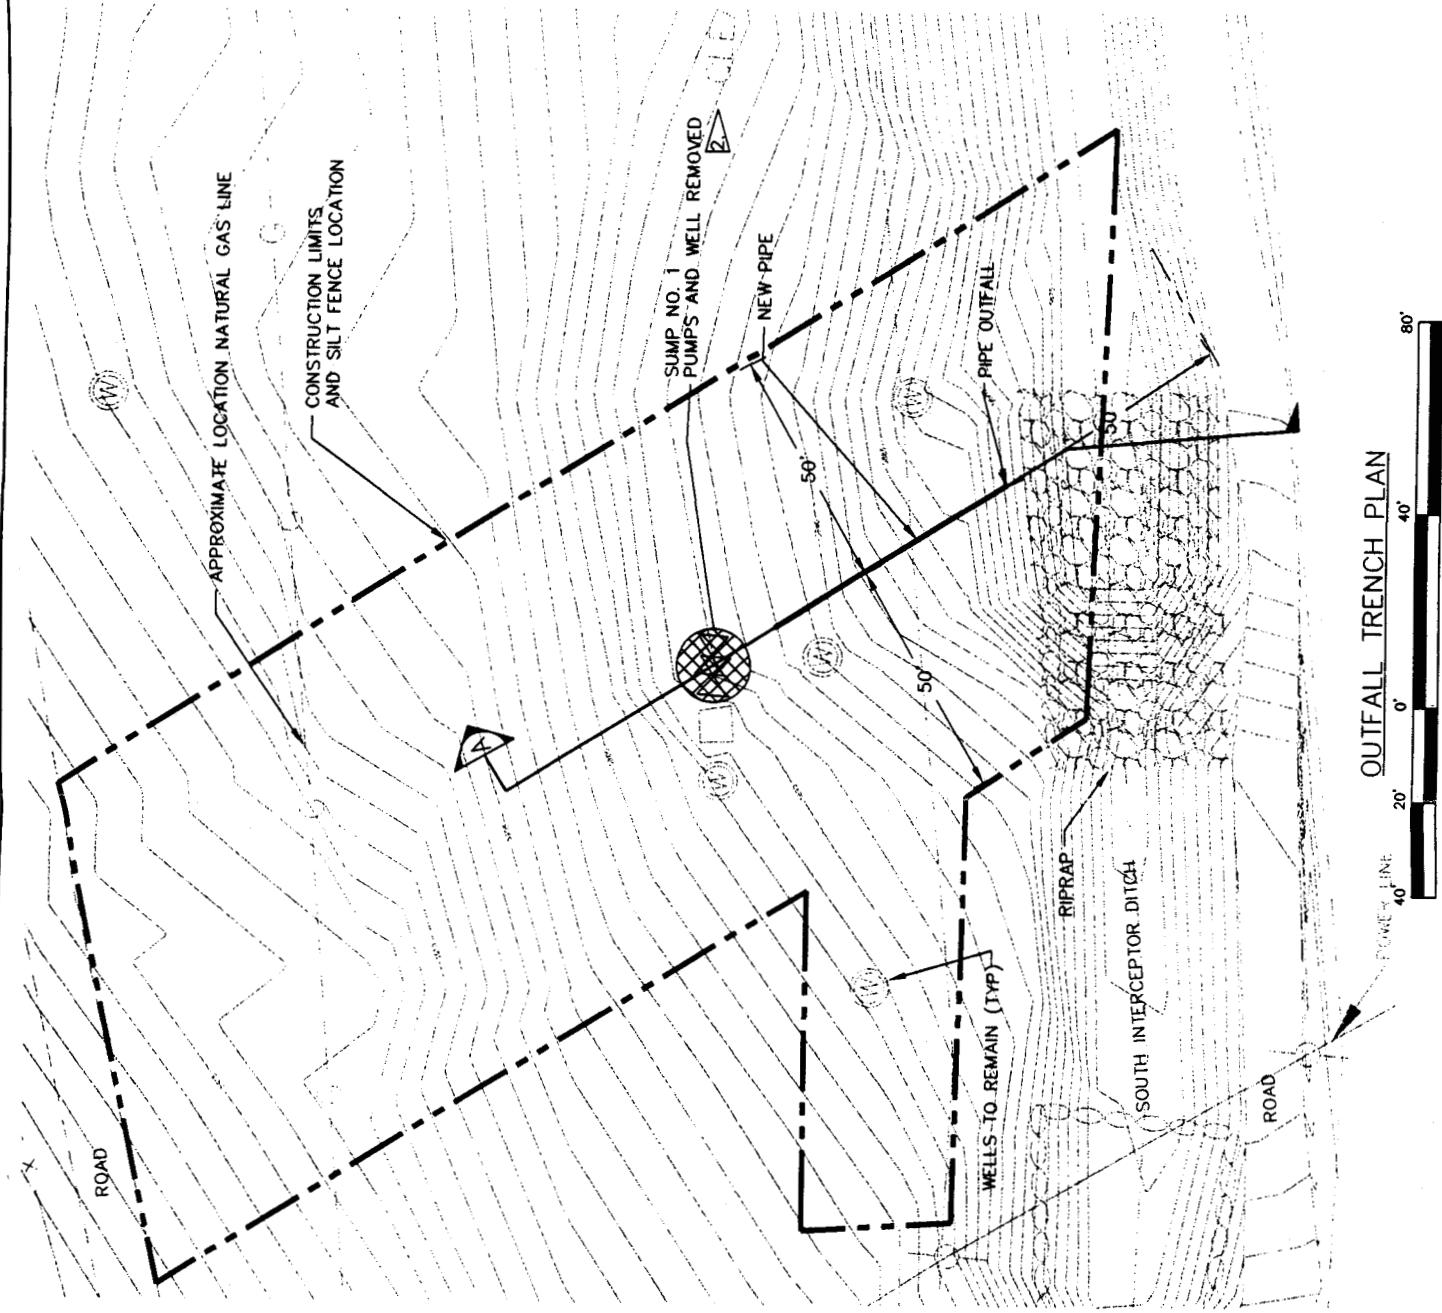 APPROXIMATE LOCATION NATURAL GAS LINE
CONSTRUCTION LIMITS
AND SILT FENCE LOCATION
SUMP NO. 1
PUMPS AND WELL REMOVED
2
NEW PIPE
PIPE OUTFALL
50'
50'
50'
A
W
W
W
W
W
G
ROAD
WELLS TO REMAIN (TYP)
RIPRAP
SOUTH INTERCEPTOR DITCH
ROAD
POWER LINE
OUTFALL TRENCH PLAN
40'
20'
0'
40'
80'